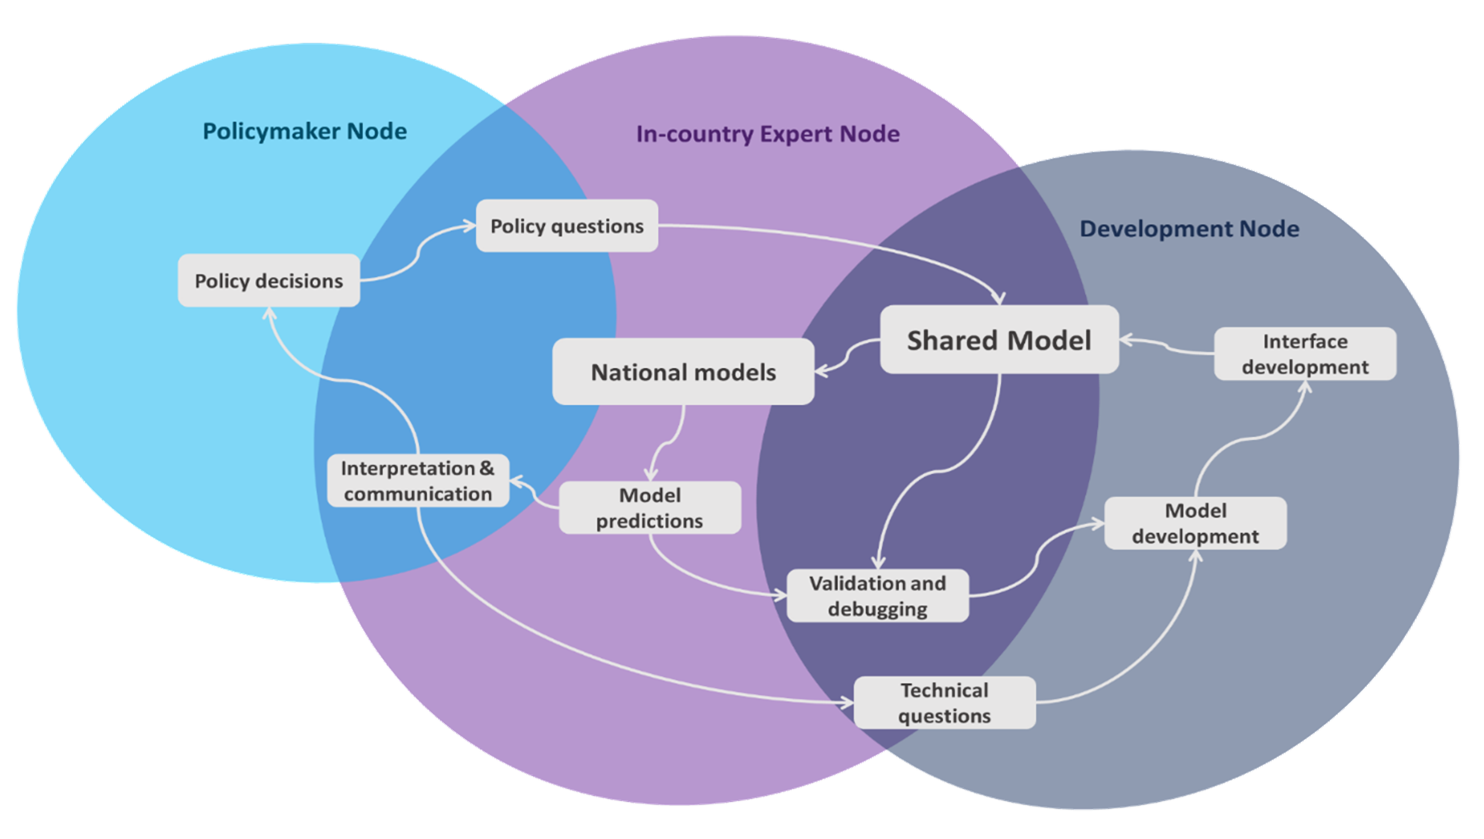 Policymaker Node
In-country Expert Node
Development Node
Policy questions
Policy decisions
Shared Model
Interface
development
National models
Interpretation &
communication
Model
predictions
Model
development
Validation and
debugging
Technical
questions